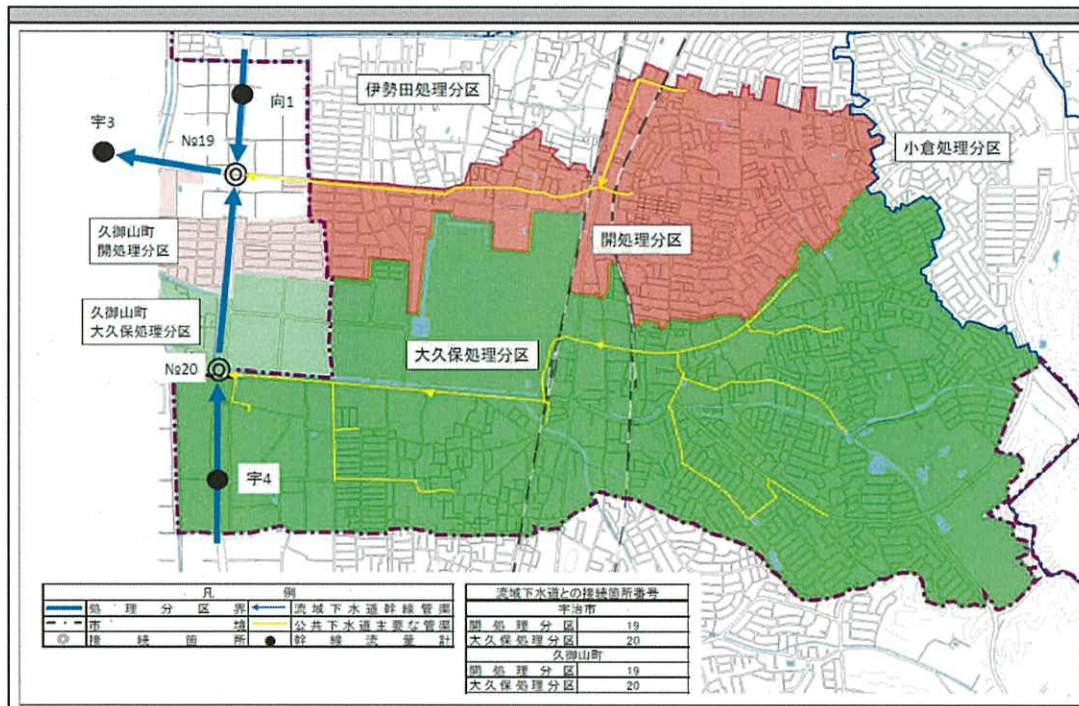 伊勢田処理分区
向1
宇3
№19
小倉処理分区
久御山町
開処理分区
開処理分区
久御山町
大久保処理分区
大久保処理分区
№20
宇4
凡例
処理分区界
流域下水道幹線管渠
市境
公共下水道主要な管渠
接続箇所
幹線流量計
流域下水道との接続箇所番号
宇治市
開処理分区 19
大久保処理分区 20
久御山町
開処理分区 19
大久保処理分区 20